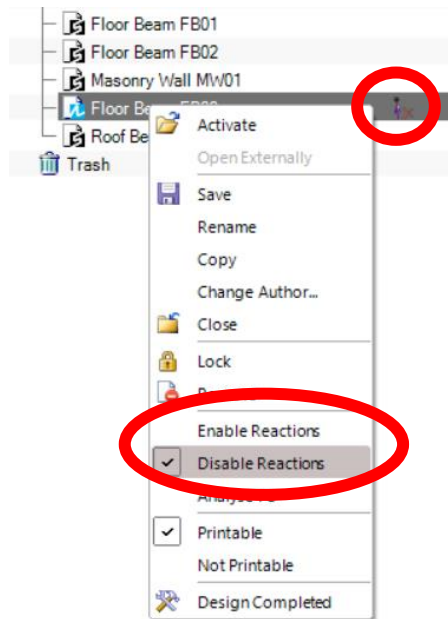 Floor Beam FB01
Floor Beam FB02
Masonry Wall MW01
Floor
Roof Be
Trash
Activate
Open Externally
Save
Rename
Copy
Change Author...
Close
Lock
Enable Reactions
Disable Reactions
Printable
Not Printable
Design Completed